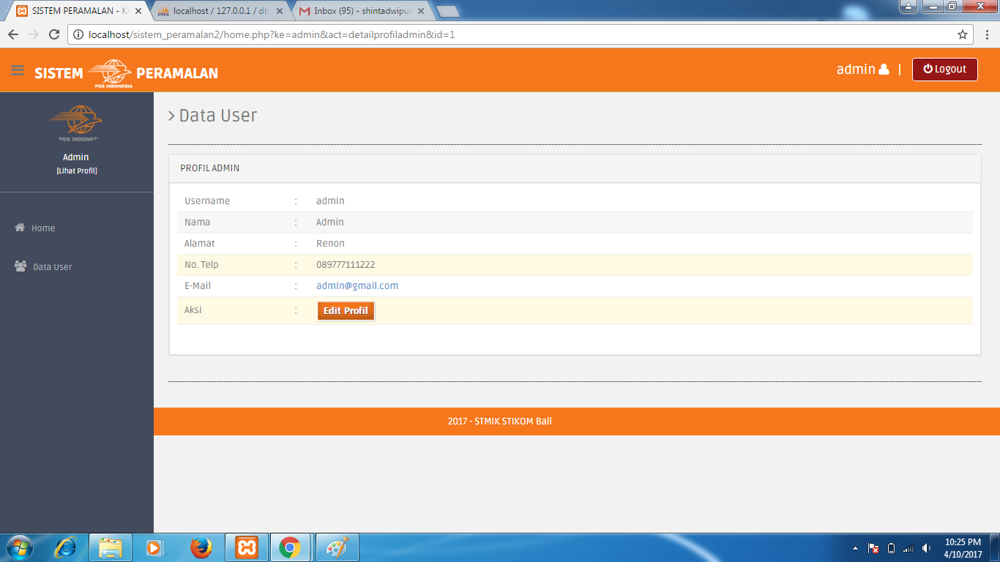 SISTEM PERAMALAN - K
localhost / 127.0.0.1 / db
Inbox (95) - shintadwipus
localhost/sistem_peramalan2/home.php?ke=admin&act=detailprofiladmin&id=1
SISTEM POS INDONESIA PERAMALAN
admin | Logout
POS INDONE
Admin
[Lihat Profil]
Home
Data User
> Data User
PROFIL ADMIN
Username : admin
Nama : Admin
Alamat : Renon
No. Telp : 089777111222
E-Mail : admin@gmail.com
Aksi : Edit Profil
2017 - STMIK STIKOM Bali
10:25 PM
4/10/2017